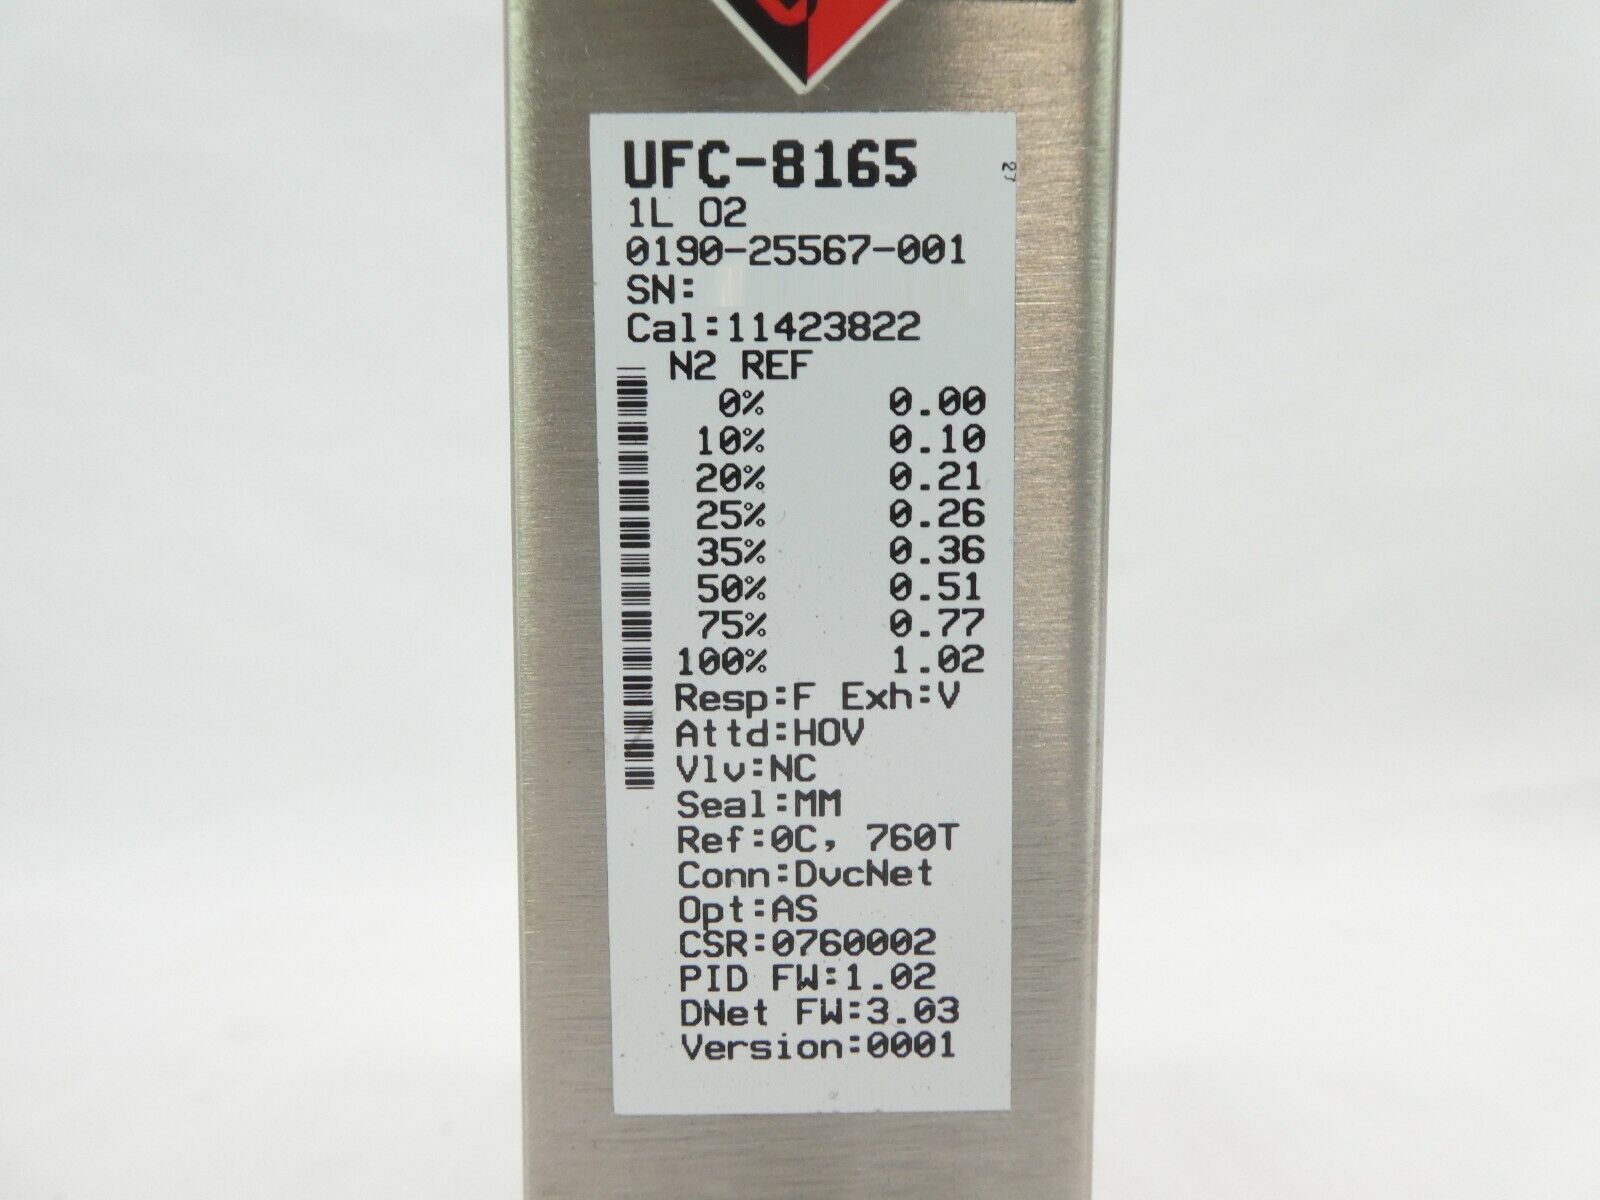 UFC-8165
27
1L O2
0190-25567-001
SN:
Cal:11423822
N2 REF
0% 0.00
10% 0.10
20% 0.21
25% 0.26
35% 0.36
50% 0.51
75% 0.77
100% 1.02
Resp:F Exh:V
Attd:HOV
Vlv:NC
Seal:MM
Ref:0C, 760T
Conn:DvcNet
Opt:AS
CSR:0760002
PID FW:1.02
DNet FW:3.03
Version:0001